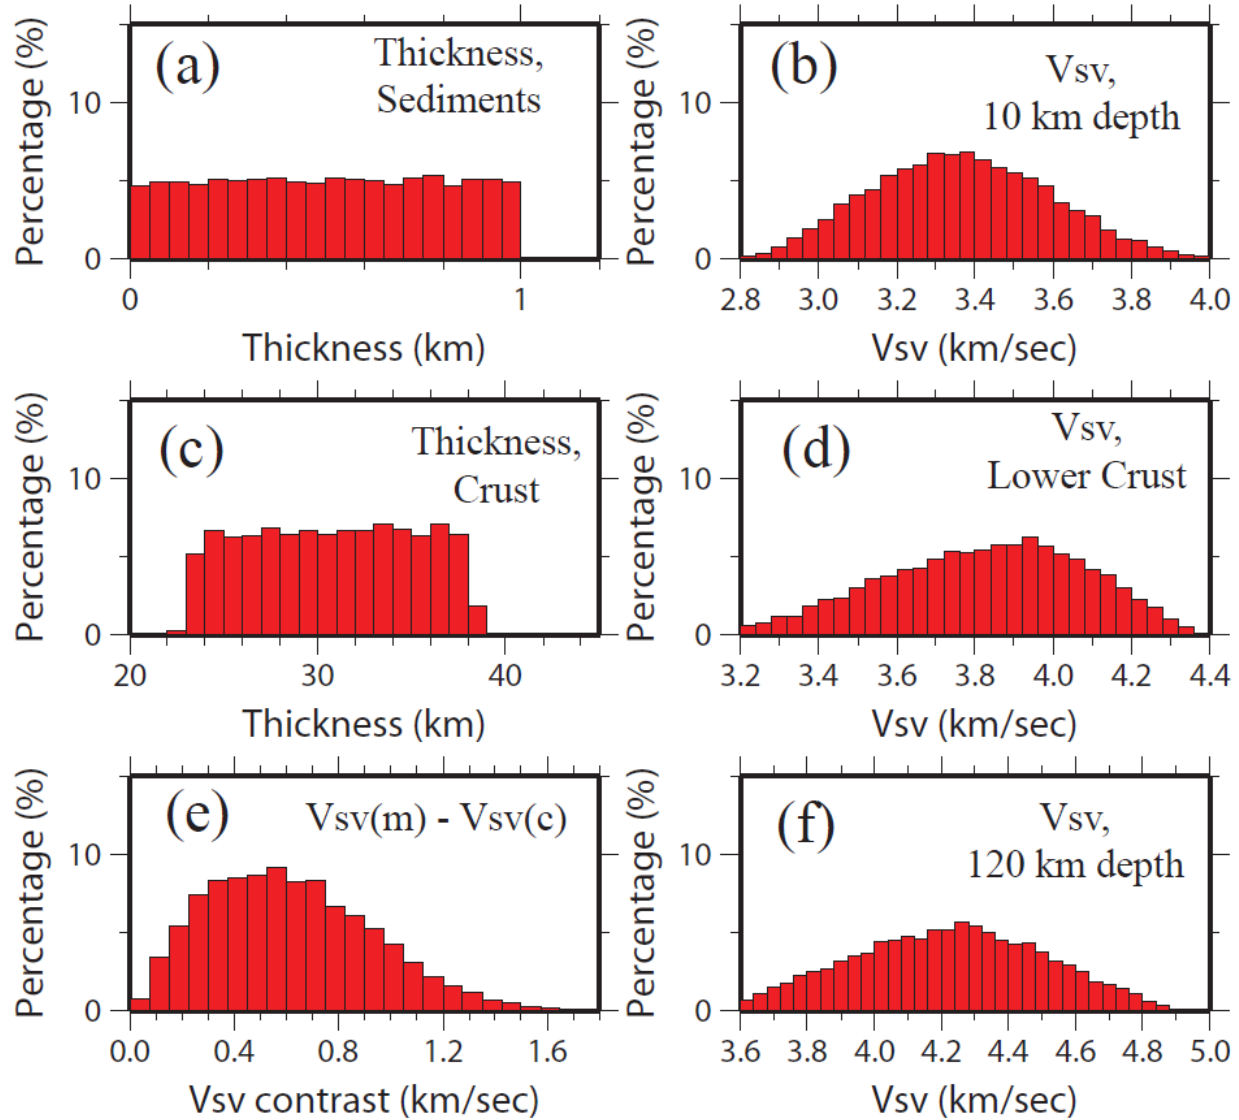 Percentage (%)
10
0
(a)
Thickness,
Sediments
0 1
Thickness (km)
Percentage (%)
10
0
(b)
Vsv,
10 km depth
2.8 3.0 3.2 3.4 3.6 3.8 4.0
Vsv (km/sec)
Percentage (%)
10
0
(c)
Thickness,
Crust
20 30 40
Thickness (km)
Percentage (%)
10
0
(d)
Vsv,
Lower Crust
3.2 3.4 3.6 3.8 4.0 4.2 4.4
Vsv (km/sec)
Percentage (%)
10
0
(e)
Vsv(m) - Vsv(c)
0.0 0.4 0.8 1.2 1.6
Vsv contrast (km/sec)
Percentage (%)
10
0
(f)
Vsv,
120 km depth
3.6 3.8 4.0 4.2 4.4 4.6 4.8 5.0
Vsv (km/sec)